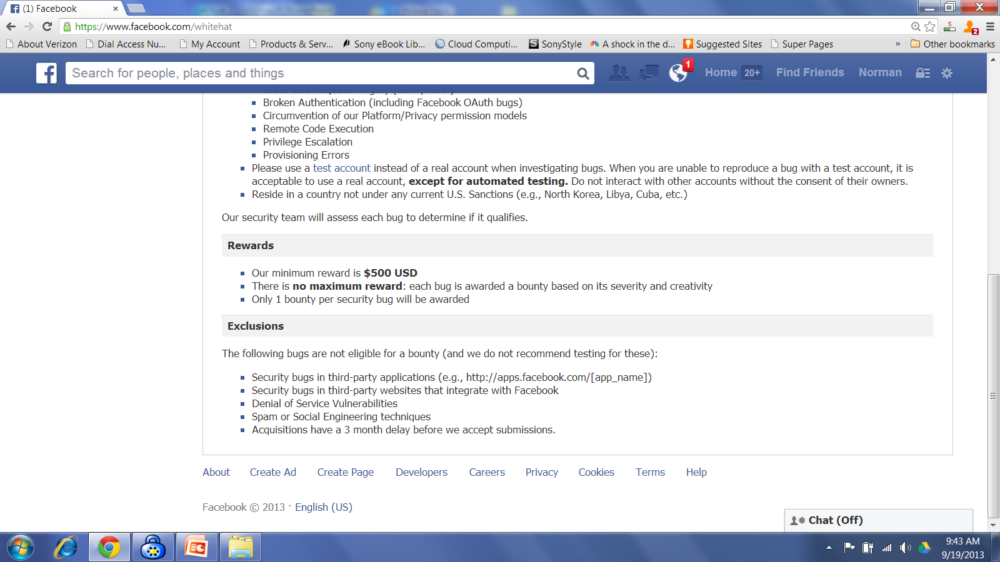 (1) Facebook
https://www.facebook.com/whitehat
5
2
About Verizon
Dial Access Nu...
My Account
Products & Serv...
Sony eBook Lib...
Cloud Computi...
SonyStyle
A shock in the d...
Suggested Sites
Super Pages
»
Other bookmarks
Search for people, places and things
1
Home 20+
Find Friends
Norman
Broken Authentication (including Facebook OAuth bugs)
Circumvention of our Platform/Privacy permission models
Remote Code Execution
Privilege Escalation
Provisioning Errors
Please use a test account instead of a real account when investigating bugs. When you are unable to reproduce a bug with a test account, it is
acceptable to use a real account, except for automated testing. Do not interact with other accounts without the consent of their owners.
Reside in a country not under any current U.S. Sanctions (e.g., North Korea, Libya, Cuba, etc.)
Our security team will assess each bug to determine if it qualifies.
Rewards
Our minimum reward is $500 USD
There is no maximum reward: each bug is awarded a bounty based on its severity and creativity
Only 1 bounty per security bug will be awarded
Exclusions
The following bugs are not eligible for a bounty (and we do not recommend testing for these):
Security bugs in third-party applications (e.g., http://apps.facebook.com/[app_name])
Security bugs in third-party websites that integrate with Facebook
Denial of Service Vulnerabilities
Spam or Social Engineering techniques
Acquisitions have a 3 month delay before we accept submissions.
About
Create Ad
Create Page
Developers
Careers
Privacy
Cookies
Terms
Help
Facebook © 2013 · English (US)
Chat (Off)
9:43 AM
9/19/2013